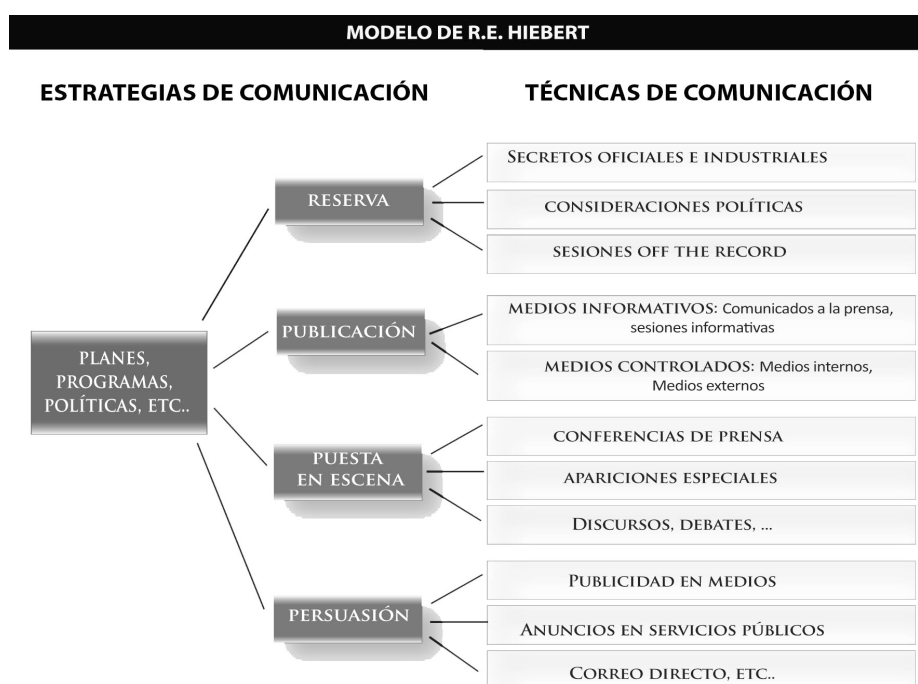 MODELO DE R.E. HIEBERT
ESTRATEGIAS DE COMUNICACIÓN
TÉCNICAS DE COMUNICACIÓN
PLANES,
PROGRAMAS,
POLÍTICAS, ETC..
RESERVA
SECRETOS OFICIALES E INDUSTRIALES
CONSIDERACIONES POLÍTICAS
SESIONES OFF THE RECORD
PUBLICACIÓN
MEDIOS INFORMATIVOS: Comunicados a la prensa,
sesiones informativas
MEDIOS CONTROLADOS: Medios internos,
Medios externos
PUESTA
EN ESCENA
CONFERENCIAS DE PRENSA
APARICIONES ESPECIALES
DISCURSOS, DEBATES, ...
PERSUASIÓN
PUBLICIDAD EN MEDIOS
ANUNCIOS EN SERVICIOS PÚBLICOS
CORREO DIRECTO, ETC..